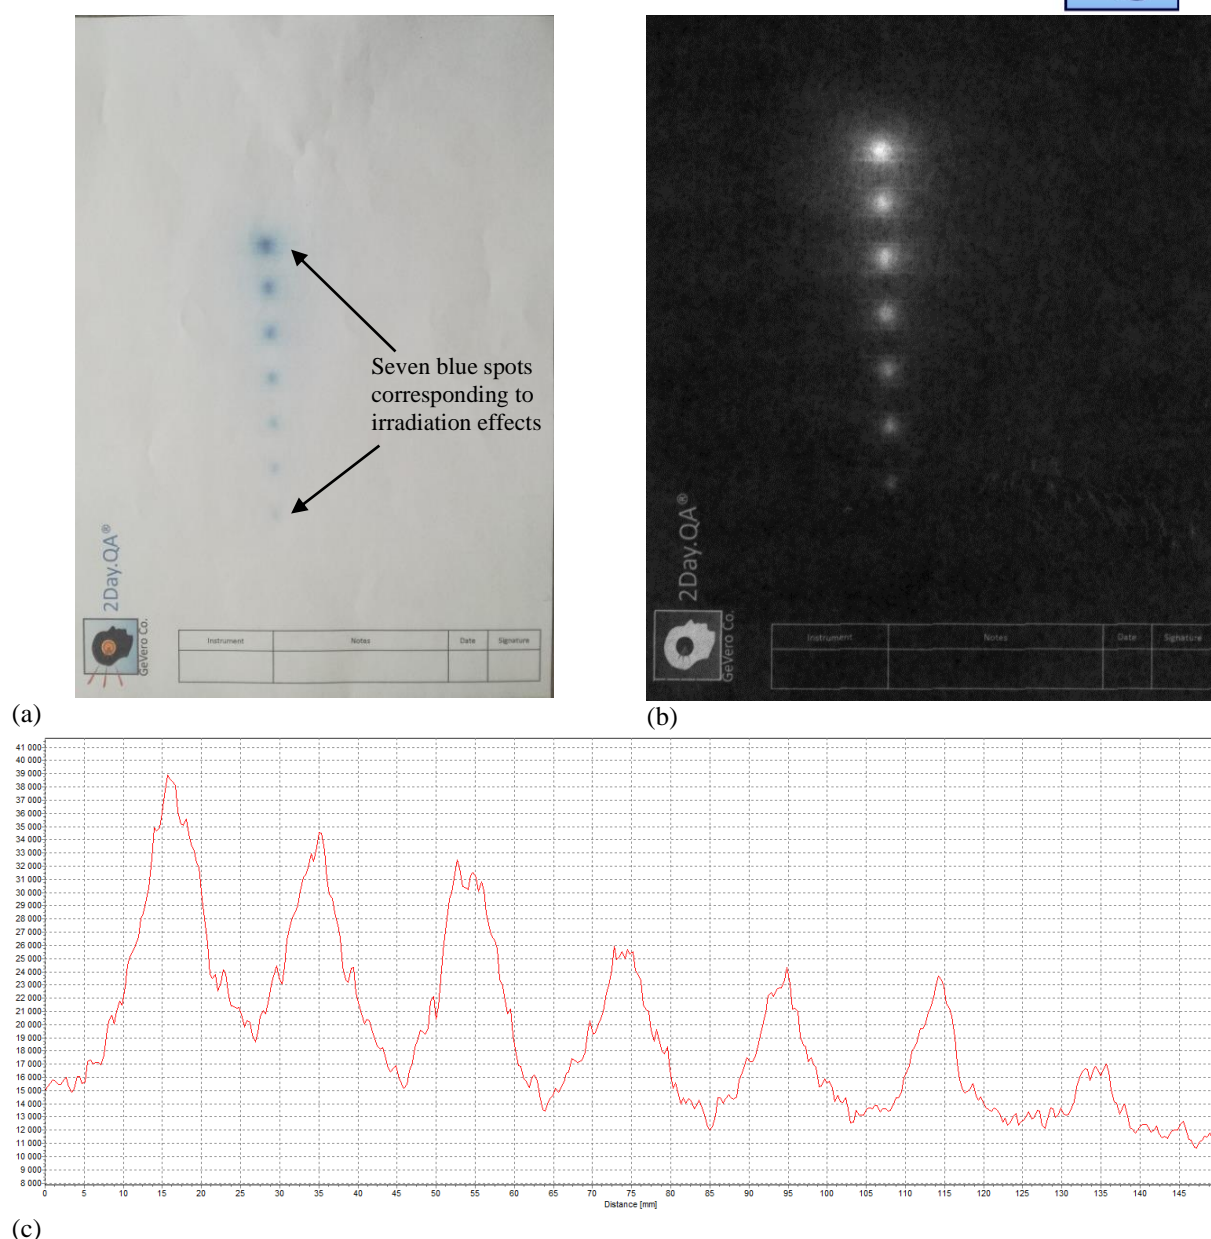 Seven blue spots
corresponding to
irradiation effects
2Day.QA®
GeVero Co.
Instrument Notes Date Signature
(a)
2Day.QA®
GeVero Co.
Instrument Notes Date Signature
(b)
41 000
40 000
39 000
38 000
37 000
36 000
35 000
34 000
33 000
32 000
31 000
30 000
29 000
28 000
27 000
26 000
25 000
24 000
23 000
22 000
21 000
20 000
19 000
18 000
17 000
16 000
15 000
14 000
13 000
12 000
11 000
10 000
9 000
8 000
0 5 10 15 20 25 30 35 40 45 50 55 60 65 70 75 80 85 90 95 100 105 110 115 120 125 130 135 140 145
Distance [mm]
(c)